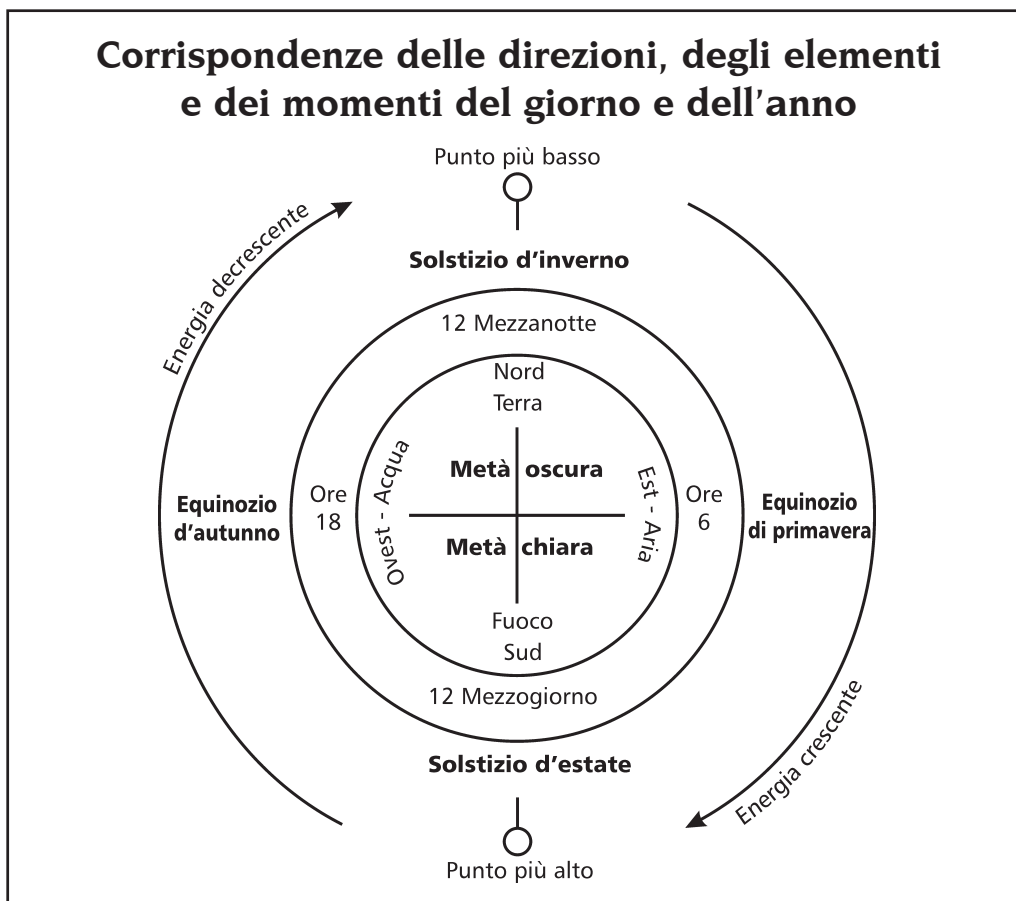 Corrispondenze delle direzioni, degli elementi
e dei momenti del giorno e dell'anno
Punto più basso
Energia decrescente
Solstizio d'inverno
12 Mezzanotte
Nord
Terra
Ovest - Acqua
Metà oscura
Est - Aria
Equinozio
d'autunno
Ore
18
Ore
6
Equinozio
di primavera
Metà chiara
Fuoco
Sud
12 Mezzogiorno
Solstizio d'estate
Energia crescente
Punto più alto